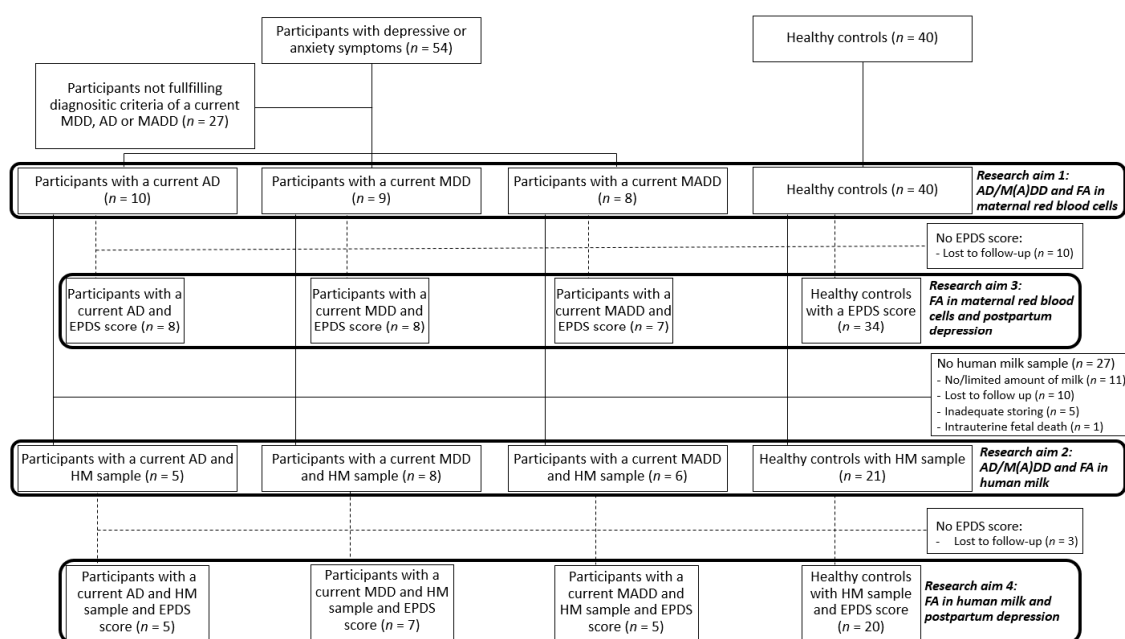 Participants with depressive or
anxiety symptoms (n = 54)
Healthy controls (n = 40)
Participants not fullfilling
diagnositic criteria of a current
MDD, AD or MADD (n = 27)
Participants with a current AD
(n = 10)
Participants with a current MDD
(n = 9)
Participants with a current MADD
(n = 8)
Healthy controls (n = 40)
Research aim 1:
AD/M(A)DD and FA in
maternal red blood cells
No EPDS score:
- Lost to follow-up (n = 10)
Participants with a
current AD and
EPDS score (n = 8)
Participants with a
current MDD and
EPDS score (n = 8)
Participants with a
current MADD and
EPDS score (n = 7)
Healthy controls
with a EPDS score
(n = 34)
Research aim 3:
FA in maternal red blood
cells and postpartum
depression
No human milk sample (n = 27)
- No/limited amount of milk (n = 11)
- Lost to follow up (n = 10)
- Inadequate storing (n = 5)
- Intrauterine fetal death (n = 1)
Participants with a current AD and
HM sample (n = 5)
Participants with a current MDD
and HM sample (n = 8)
Participants with a current MADD
and HM sample (n = 6)
Healthy controls with HM sample
(n = 21)
Research aim 2:
AD/M(A)DD and FA in
human milk
No EPDS score:
- Lost to follow-up (n = 3)
Participants with a
current AD and HM
sample and EPDS
score (n = 5)
Participants with a
current MDD and HM
sample and EPDS
score (n = 7)
Participants with a
current MADD and
HM sample and EPDS
score (n = 5)
Healthy controls
with HM sample
and EPDS score
(n = 20)
Research aim 4:
FA in human milk and
postpartum depression